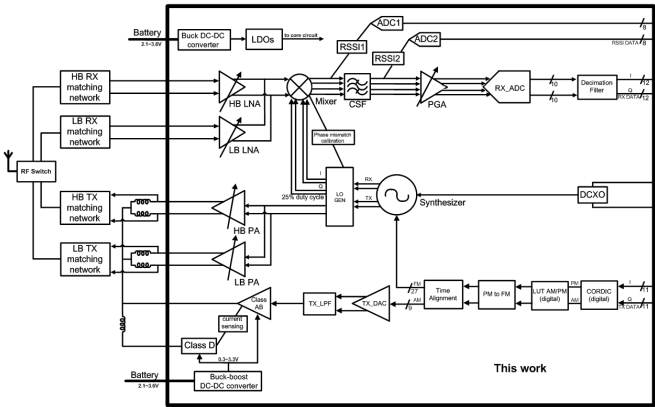 Battery
2.1~3.6V
Buck DC-DC
converter
LDOs
to core circuit
ADC1
ADC2
RSSI1
RSSI2
8
RSSI DATA
8
HB RX
matching
network
HB LNA
Mixer
CSF
PGA
RX_ADC
10
10
Decimation
Filter
I
12
Q
RX DATA
12
LB RX
matching
network
LB LNA
Phase mismatch
calibration
RF Switch
I
Q
25% duty cycle
LO
GEN
RX
TX
Synthesizer
DCXO
HB TX
matching
network
HB PA
LB TX
matching
network
LB PA
Class
AB
TX_LPF
TX_DAC
FM
27
AM
9
Time
Alignment
PM to FM
LUT AM/PM
(digital)
PM
AM
CORDIC
(digital)
I
11
Q
TX DATA
11
current
sensing
Class D
0.3~3.3V
Battery
2.1~3.6V
Buck-boost
DC-DC converter
This work